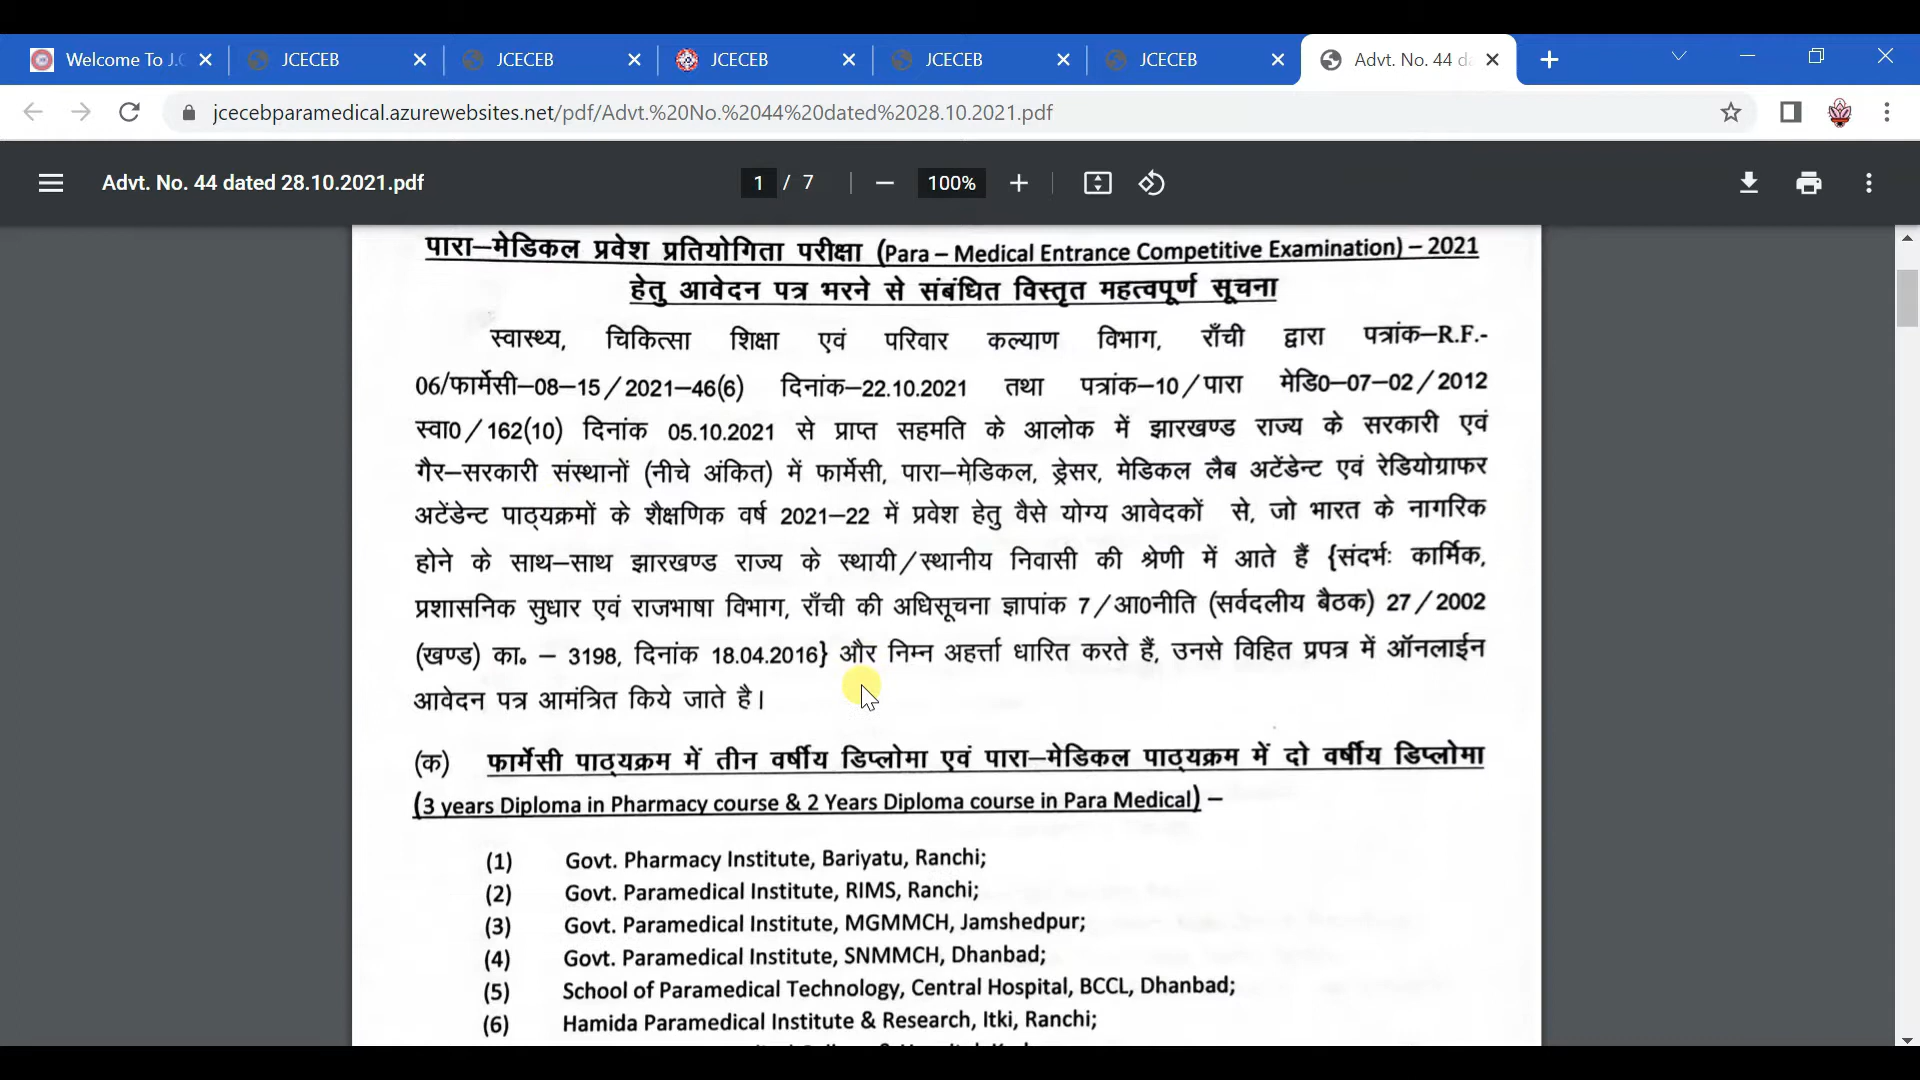 Welcome To J.C
JCECEB
JCECEB
JCECEB
JCECEB
JCECEB
Advt. No. 44 da
jcecebparamedical.azurewebsites.net/pdf/Advt.%20No.%2044%20dated%2028.10.2021.pdf
Advt. No. 44 dated 28.10.2021.pdf
1 / 7
100%
पारा–मेडिकल प्रवेश प्रतियोगिता परीक्षा (Para – Medical Entrance Competitive Examination) – 2021
हेतु आवेदन पत्र भरने से संबंधित विस्तृत महत्वपूर्ण सूचना
स्वास्थ्य, चिकित्सा शिक्षा एवं परिवार कल्याण विभाग, राँची द्वारा पत्रांक–R.F.-
06/फार्मेसी–08–15/2021–46(6) दिनांक–22.10.2021 तथा पत्रांक–10/पारा मेडि0–07–02/2012
स्वा0/162(10) दिनांक 05.10.2021 से प्राप्त सहमति के आलोक में झारखण्ड राज्य के सरकारी एवं
गैर–सरकारी संस्थानों (नीचे अंकित) में फार्मेसी, पारा–मेडिकल, ड्रेसर, मेडिकल लैब अटेंडेन्ट एवं रेडियोग्राफर
अटेंडेन्ट पाठ्यक्रमों के शैक्षणिक वर्ष 2021–22 में प्रवेश हेतु वैसे योग्य आवेदकों से, जो भारत के नागरिक
होने के साथ–साथ झारखण्ड राज्य के स्थायी/स्थानीय निवासी की श्रेणी में आते हैं {संदर्भः कार्मिक,
प्रशासनिक सुधार एवं राजभाषा विभाग, राँची की अधिसूचना ज्ञापांक 7/आ0नीति (सर्वदलीय बैठक) 27/2002
(खण्ड) का॰ – 3198, दिनांक 18.04.2016} और निम्न अहर्त्ता धारित करते हैं, उनसे विहित प्रपत्र में ऑनलाईन
आवेदन पत्र आमंत्रित किये जाते है।
(क) फार्मेसी पाठ्यक्रम में तीन वर्षीय डिप्लोमा एवं पारा–मेडिकल पाठ्यक्रम में दो वर्षीय डिप्लोमा
(3 years Diploma in Pharmacy course & 2 Years Diploma course in Para Medical) –
(1) Govt. Pharmacy Institute, Bariyatu, Ranchi;
(2) Govt. Paramedical Institute, RIMS, Ranchi;
(3) Govt. Paramedical Institute, MGMMCH, Jamshedpur;
(4) Govt. Paramedical Institute, SNMMCH, Dhanbad;
(5) School of Paramedical Technology, Central Hospital, BCCL, Dhanbad;
(6) Hamida Paramedical Institute & Research, Itki, Ranchi;